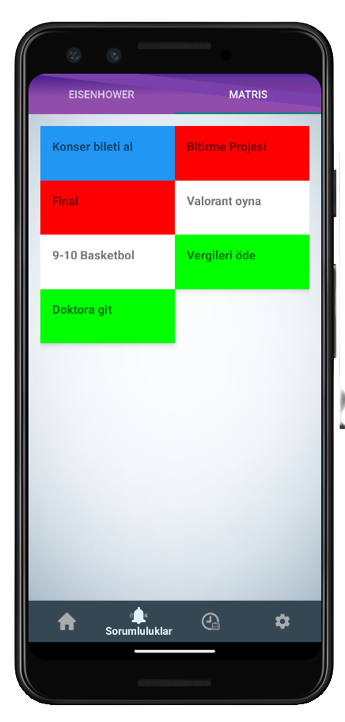 EISENHOWER
MATRIS
Konser bileti al
Bitirme Projesi
Final
Valorant oyna
9-10 Basketbol
Vergileri öde
Doktora git
Sorumluluklar